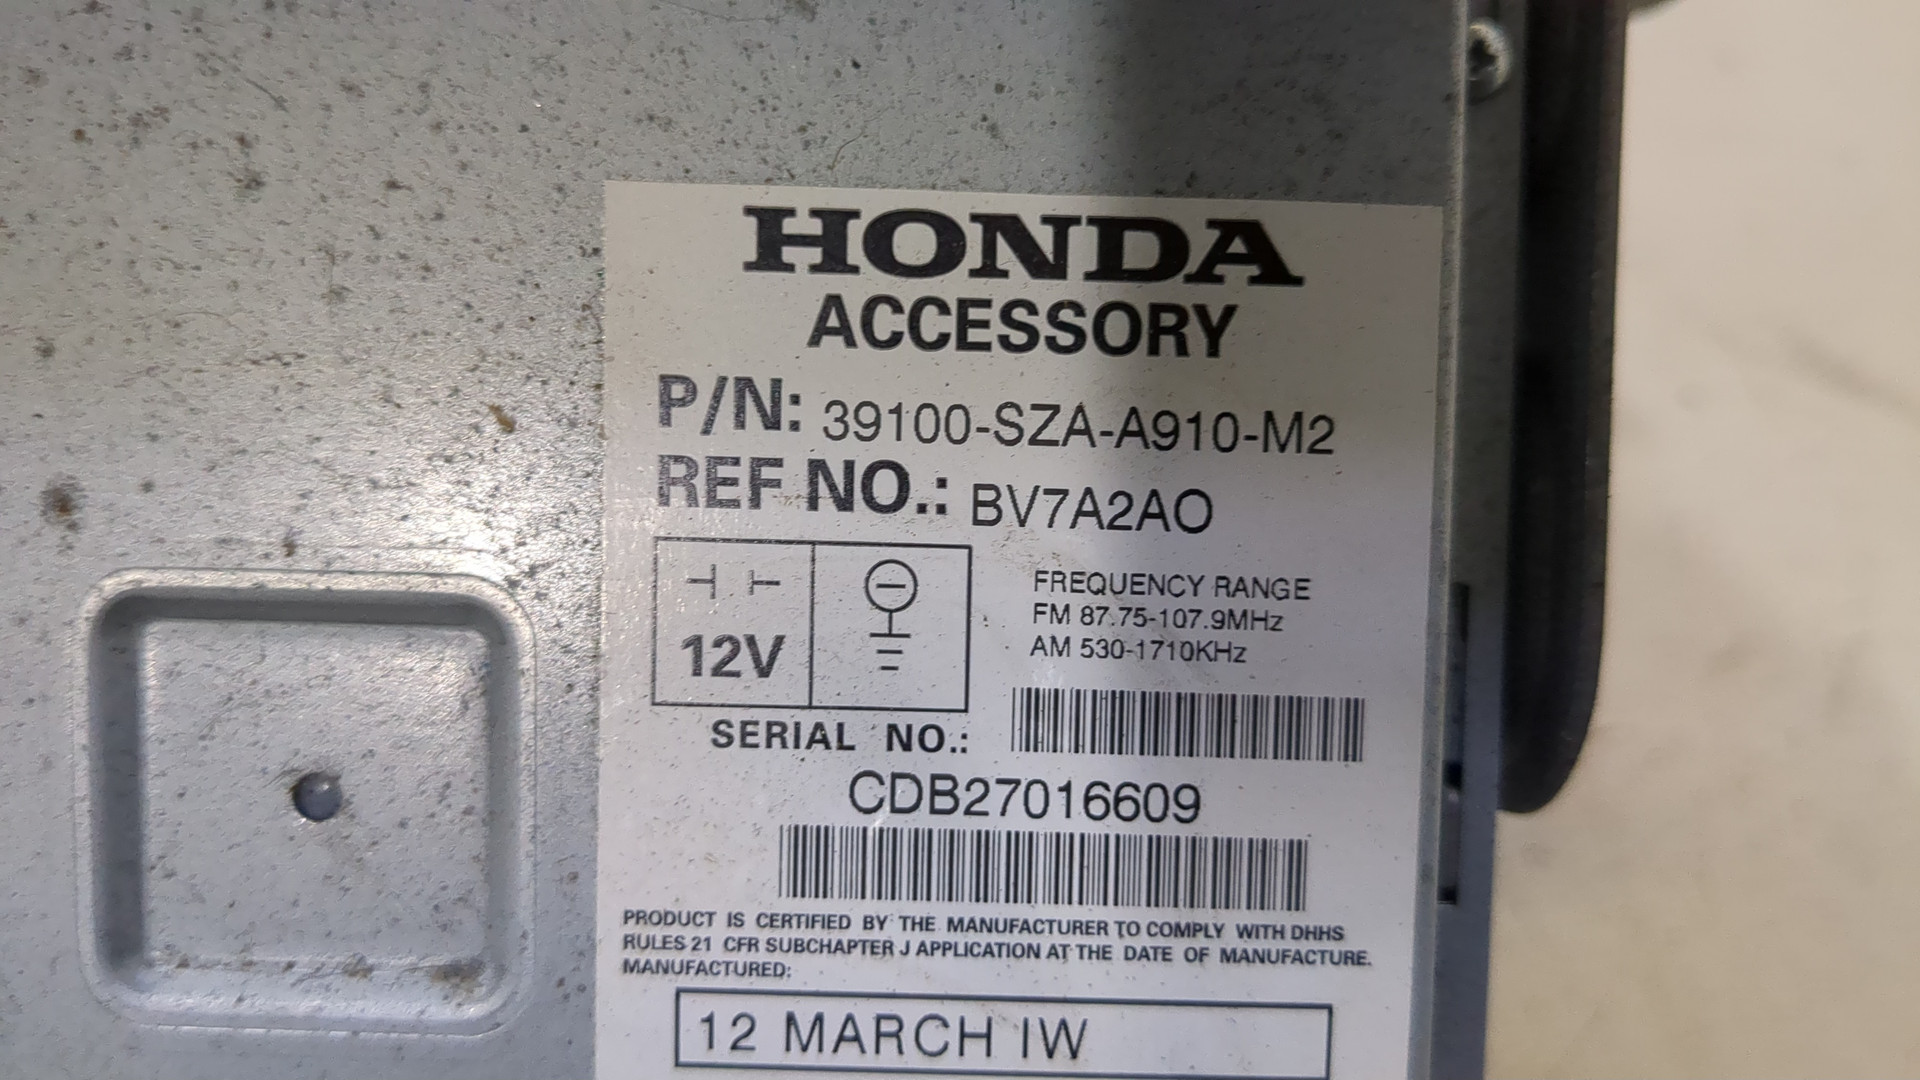 HONDA
ACCESSORY
P/N: 39100-SZA-A910-M2
REF NO.: BV7A2AO
12V
FREQUENCY RANGE
FM 87.75-107.9MHz
AM 530-1710KHz
SERIAL NO.:
CDB27016609
PRODUCT IS CERTIFIED BY THE MANUFACTURER TO COMPLY WITH DHHS
RULES 21 CFR SUBCHAPTER J APPLICATION AT THE DATE OF MANUFACTURE.
MANUFACTURED:
12 MARCH IW